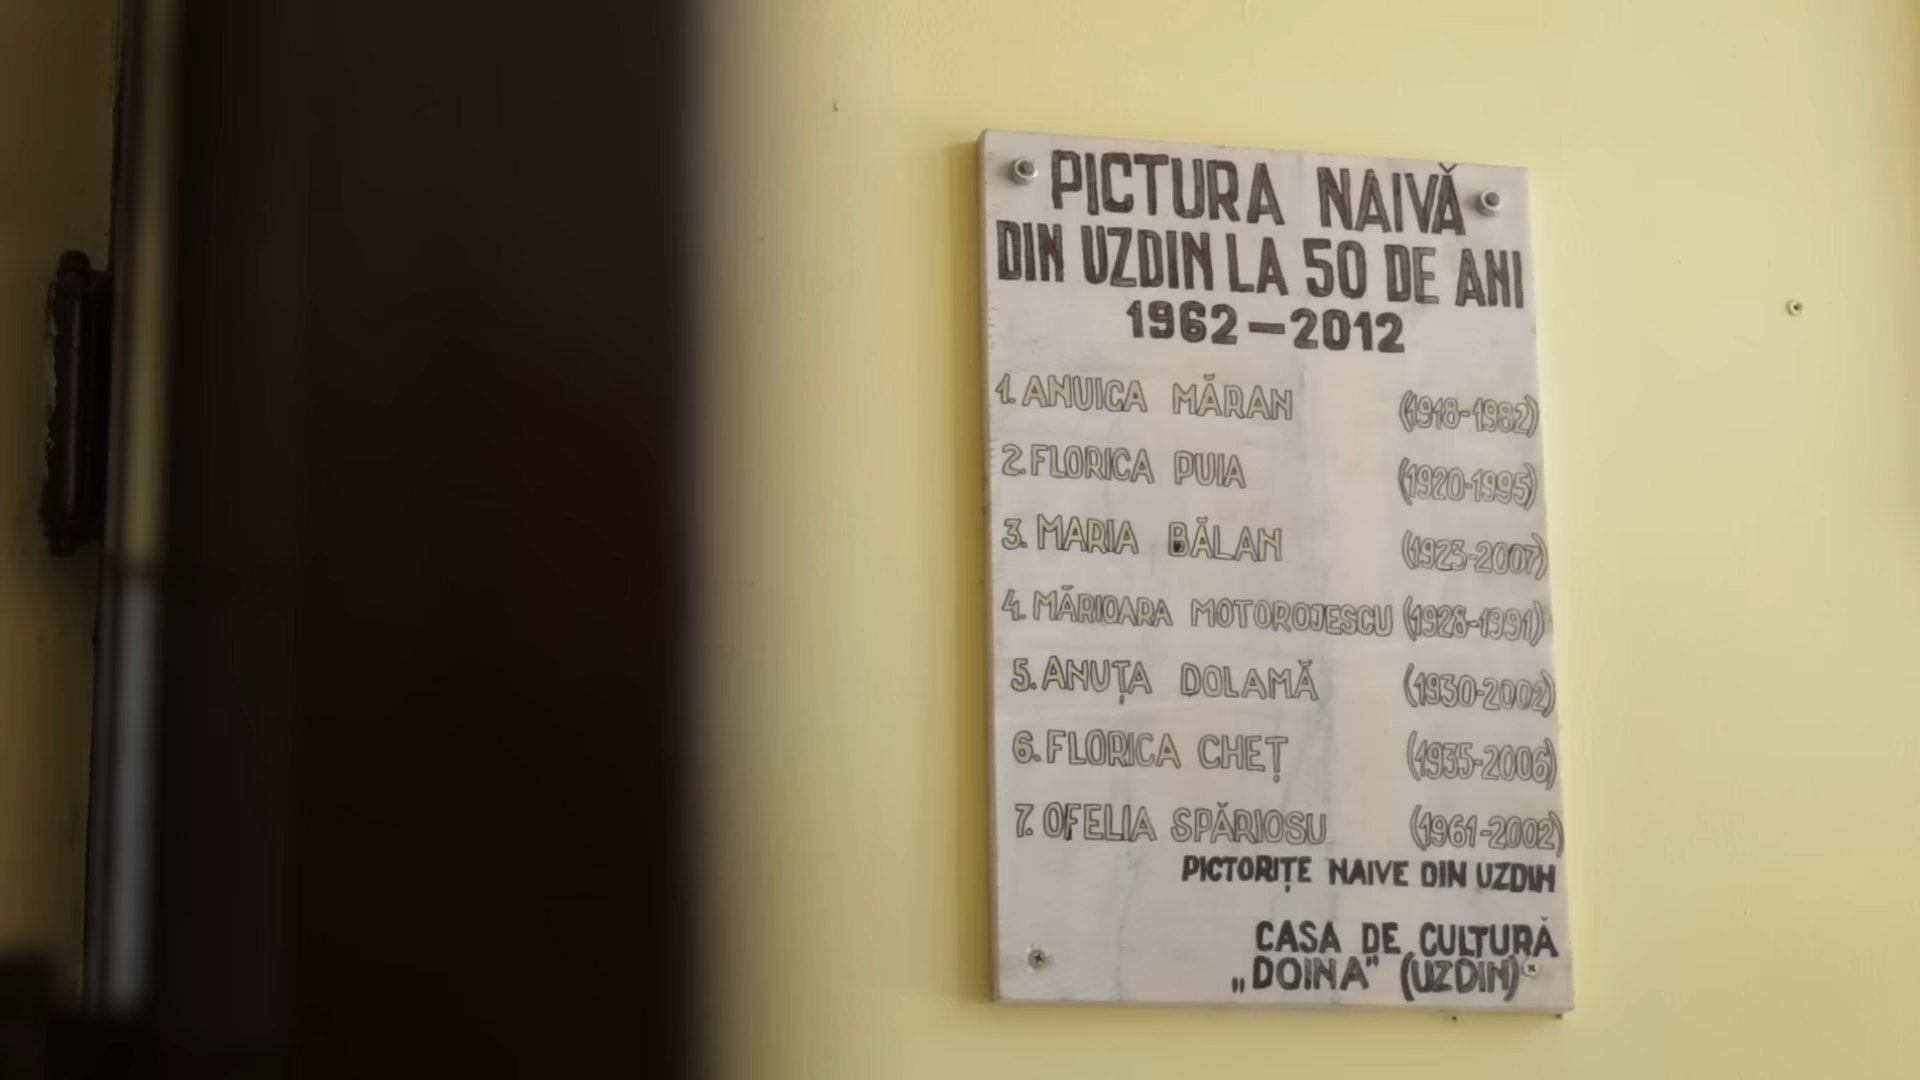 PICTURA NAIVĂ
DIN UZDIN LA 50 DE ANI
1962-2012
1. ANUICA MĂRAN (1918-1982)
2. FLORICA PUIA (1920-1995)
3. MARIA BĂLAN (1923-2007)
4. MĂRIOARA MOTOROJESCU (1928-1991)
5. ANUȚA DOLAMĂ (1930-2002)
6. FLORICA CHEȚ (1935-2006)
7. OFELIA SPĂRIOSU (1961-2002)
PICTORIȚE NAIVE DIN UZDIN
CASA DE CULTURĂ
„DOINA” (UZDIN)